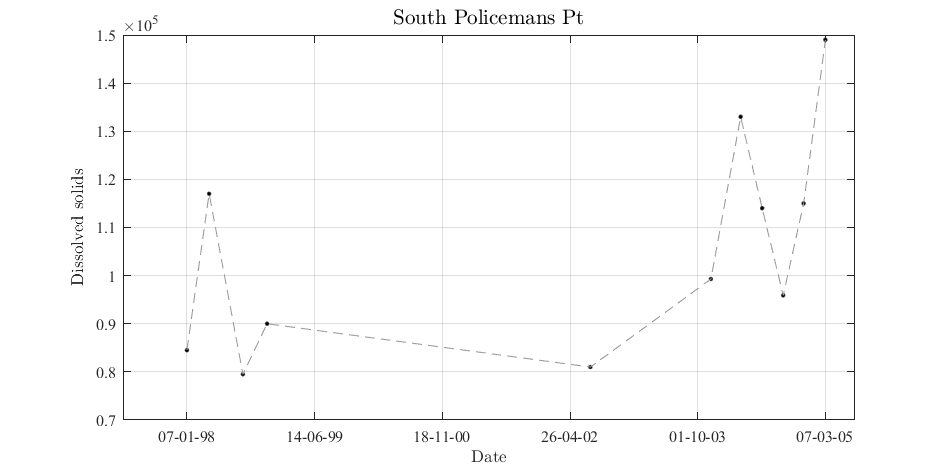 South Policemans Pt
×10⁵
1.5
1.4
1.3
1.2
1.1
1
0.9
0.8
0.7
Dissolved solids
07-01-98 14-06-99 18-11-00 26-04-02 01-10-03 07-03-05
Date